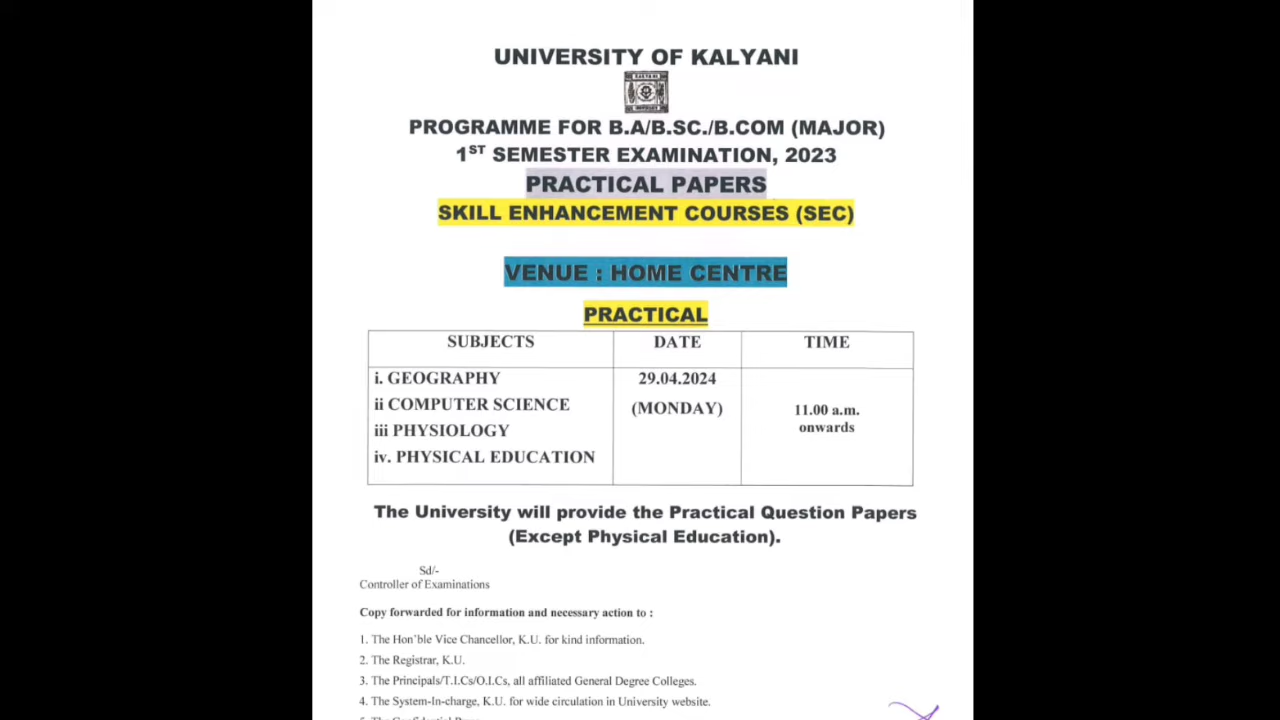 UNIVERSITY OF KALYANI
KALYANI
PROGRAMME FOR B.A/B.SC./B.COM (MAJOR)
1ST SEMESTER EXAMINATION, 2023
PRACTICAL PAPERS
SKILL ENHANCEMENT COURSES (SEC)
VENUE : HOME CENTRE
PRACTICAL
SUBJECTS DATE TIME
i. GEOGRAPHY 29.04.2024
ii COMPUTER SCIENCE (MONDAY) 11.00 a.m.
iii PHYSIOLOGY onwards
iv. PHYSICAL EDUCATION
The University will provide the Practical Question Papers
(Except Physical Education).
Sd/-
Controller of Examinations
Copy forwarded for information and necessary action to :
1. The Hon'ble Vice Chancellor, K.U. for kind information.
2. The Registrar, K.U.
3. The Principals/T.I.Cs/O.I.Cs, all affiliated General Degree Colleges.
4. The System-In-charge, K.U. for wide circulation in University website.
5. The Confidential